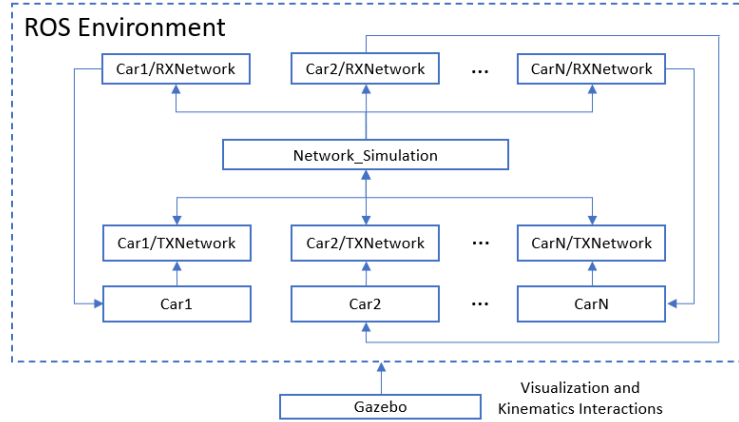 ROS Environment
Car1/RXNetwork
Car2/RXNetwork
...
CarN/RXNetwork
Network_Simulation
Car1/TXNetwork
Car2/TXNetwork
...
CarN/TXNetwork
Car1
Car2
...
CarN
Gazebo
Visualization and
Kinematics Interactions